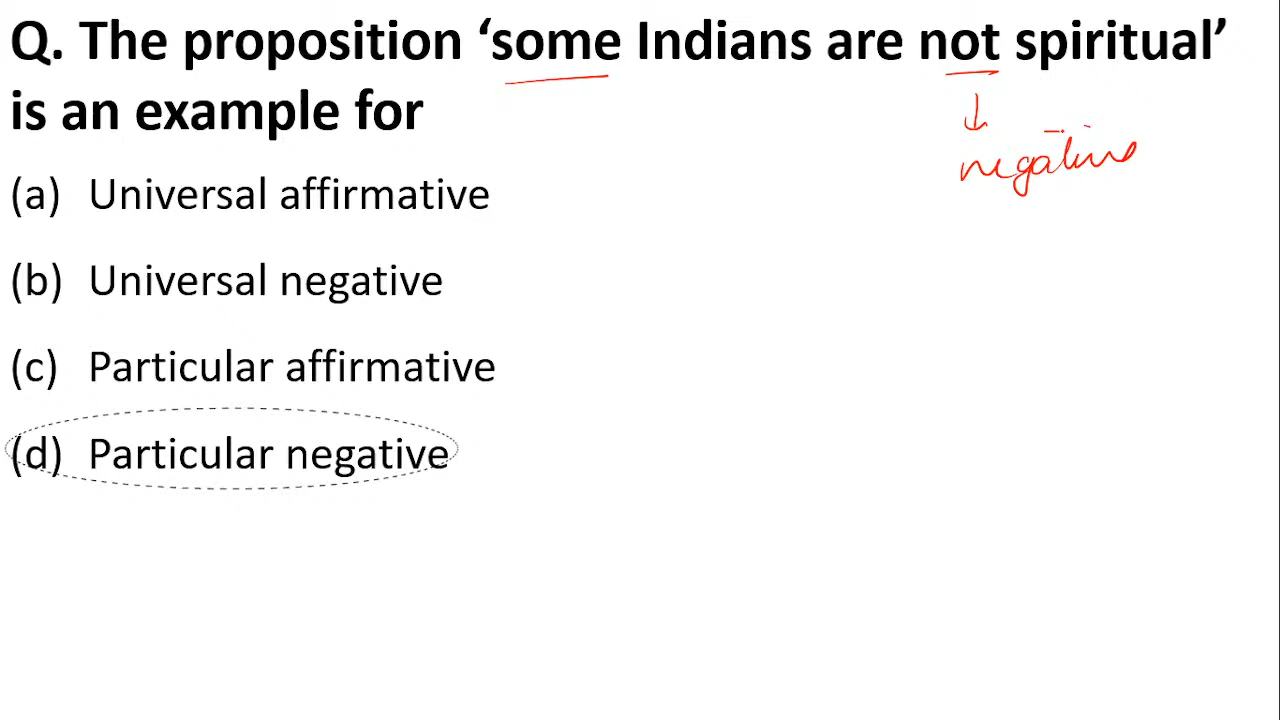 Q. The proposition ‘some Indians are not spiritual’
is an example for
negative
(a) Universal affirmative
(b) Universal negative
(c) Particular affirmative
(d) Particular negative